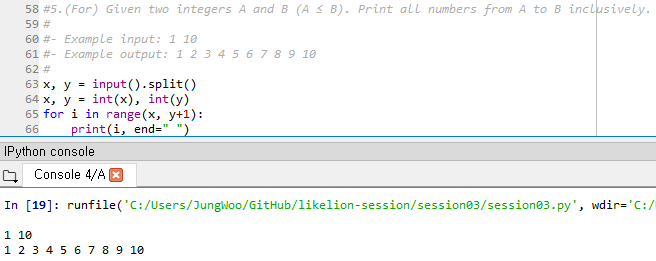 58 #5.(For) Given two integers A and B (A ≤ B). Print all numbers from A to B inclusively.
59 #
60 #- Example input: 1 10
61 #- Example output: 1 2 3 4 5 6 7 8 9 10
62 #
63 x, y = input().split()
64 x, y = int(x), int(y)
65 for i in range(x, y+1):
66     print(i, end=" ")
IPython console
Console 4/A
In [19]: runfile('C:/Users/JungWoo/GitHub/likelion-session/session03/session03.py', wdir='C:/
1 10
1 2 3 4 5 6 7 8 9 10